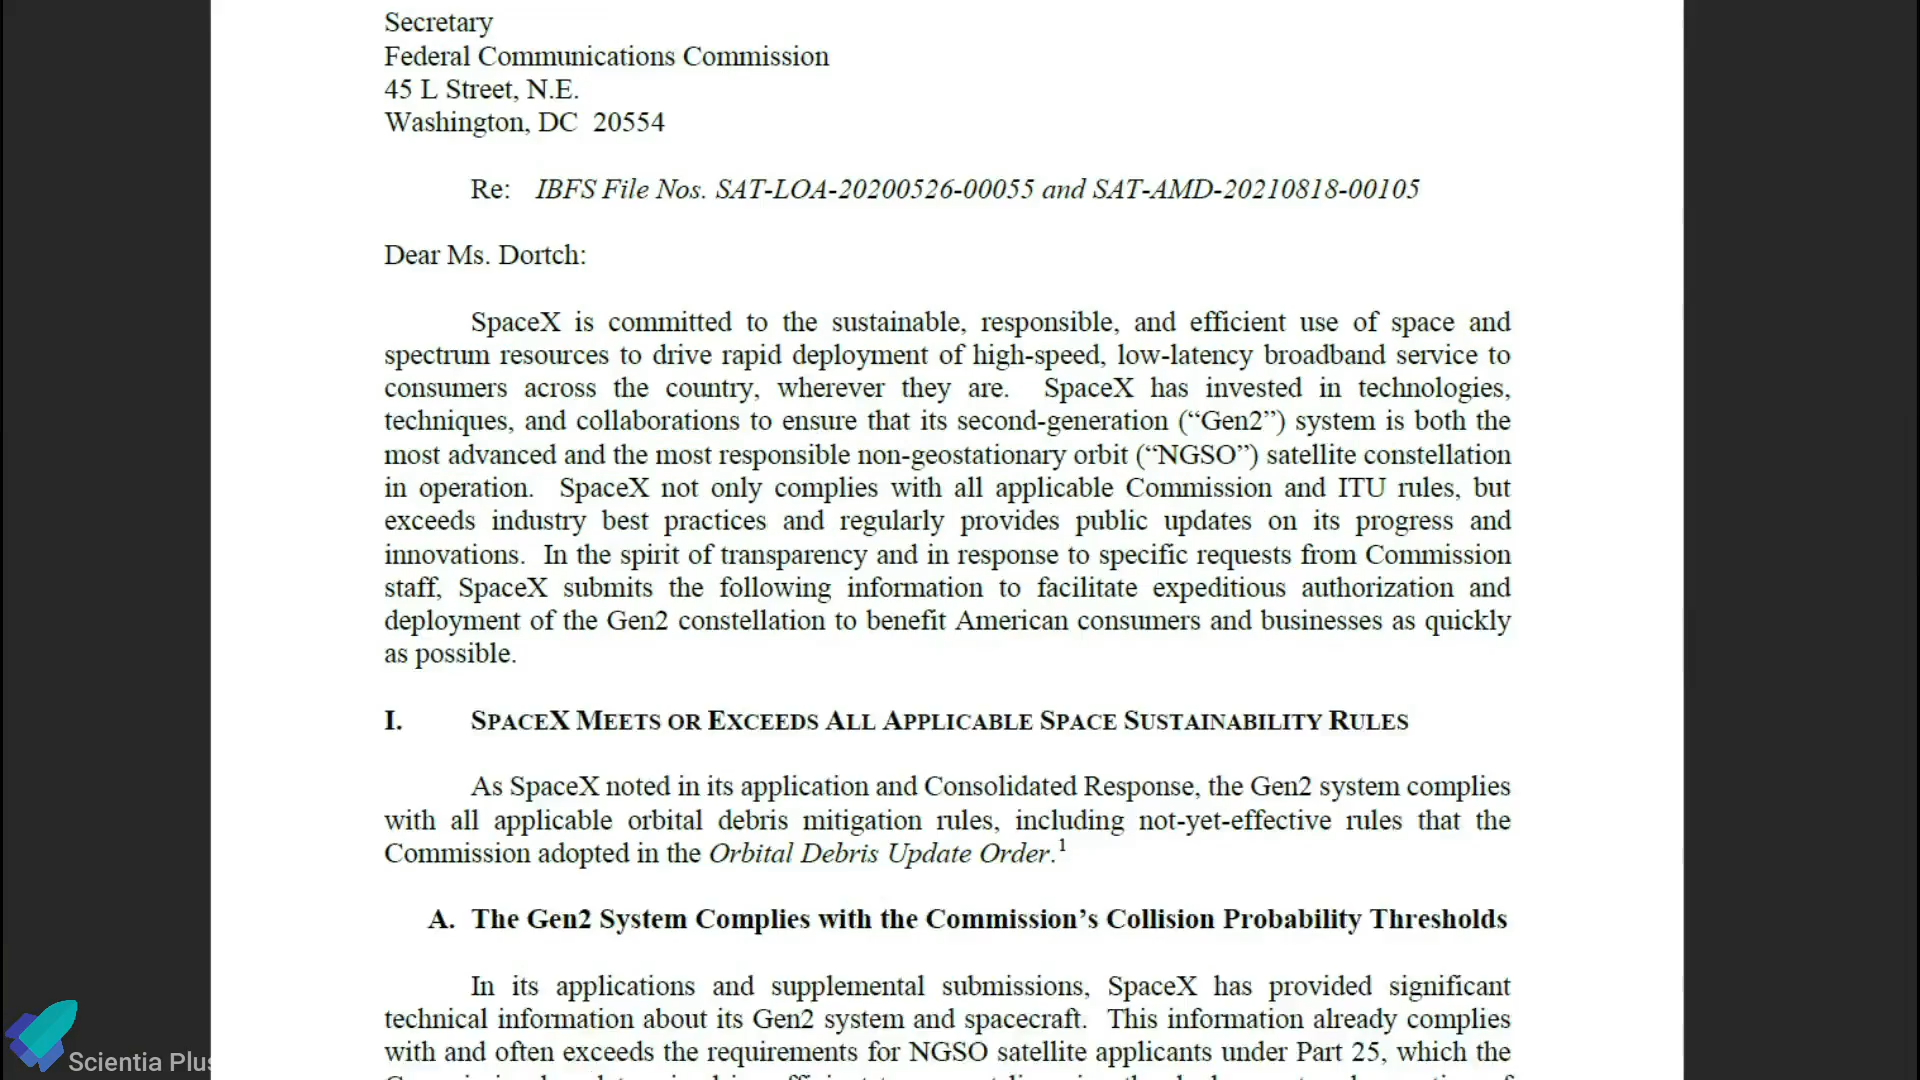 Secretary
Federal Communications Commission
45 L Street, N.E.
Washington, DC 20554
Re: IBFS File Nos. SAT-LOA-20200526-00055 and SAT-AMD-20210818-00105
Dear Ms. Dortch:
SpaceX is committed to the sustainable, responsible, and efficient use of space and
spectrum resources to drive rapid deployment of high-speed, low-latency broadband service to
consumers across the country, wherever they are. SpaceX has invested in technologies,
techniques, and collaborations to ensure that its second-generation (“Gen2”) system is both the
most advanced and the most responsible non-geostationary orbit (“NGSO”) satellite constellation
in operation. SpaceX not only complies with all applicable Commission and ITU rules, but
exceeds industry best practices and regularly provides public updates on its progress and
innovations. In the spirit of transparency and in response to specific requests from Commission
staff, SpaceX submits the following information to facilitate expeditious authorization and
deployment of the Gen2 constellation to benefit American consumers and businesses as quickly
as possible.
I. SPACEX MEETS OR EXCEEDS ALL APPLICABLE SPACE SUSTAINABILITY RULES
As SpaceX noted in its application and Consolidated Response, the Gen2 system complies
with all applicable orbital debris mitigation rules, including not-yet-effective rules that the
Commission adopted in the Orbital Debris Update Order.1
A. The Gen2 System Complies with the Commission’s Collision Probability Thresholds
In its applications and supplemental submissions, SpaceX has provided significant
technical information about its Gen2 system and spacecraft. This information already complies
with and often exceeds the requirements for NGSO satellite applicants under Part 25, which the
Scientia Plus